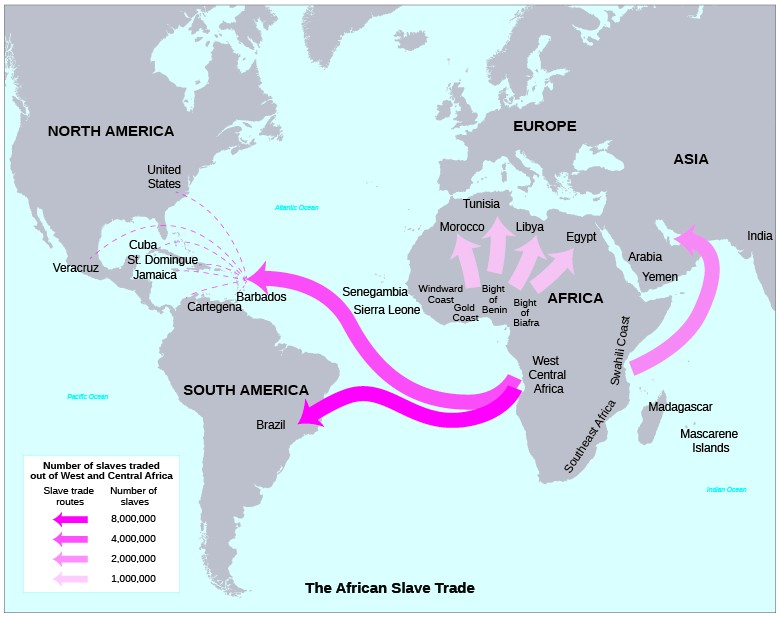 NORTH AMERICA
EUROPE
ASIA
United
States
Atlantic Ocean
Tunisia
Morocco
Libya
Egypt
India
Cuba
St. Domingue
Jamaica
Veracruz
Arabia
Yemen
Barbados
Cartegena
Senegambia
Sierra Leone
Windward
Coast
Gold
Coast
Bight
of
Benin
Bight
of
Biafra
AFRICA
Swahili Coast
West
Central
Africa
SOUTH AMERICA
Pacific Ocean
Brazil
Southeast Africa
Madagascar
Mascarene
Islands
Indian Ocean
Number of slaves traded
out of West and Central Africa
Slave trade
routes
Number of
slaves
8,000,000
4,000,000
2,000,000
1,000,000
The African Slave Trade